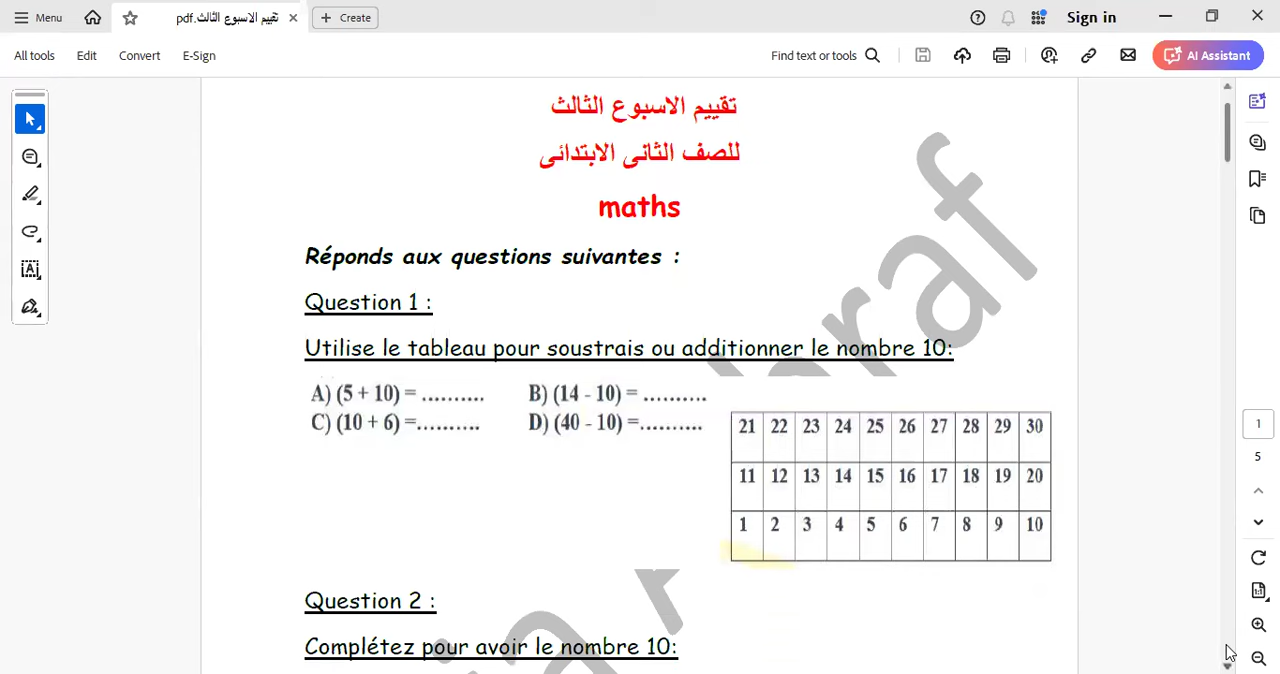 Menu
تقييم الاسبوع الثالث.pdf
Create
Sign in
All tools
Edit
Convert
E-Sign
Find text or tools
AI Assistant
تقييم الاسبوع الثالث
للصف الثانى الابتدائى
maths
Réponds aux questions suivantes :
Question 1 :
Utilise le tableau pour soustrais ou additionner le nombre 10:
A) (5 + 10) = ..........
B) (14 - 10) = ..........
C) (10 + 6) =..........
D) (40 - 10) =..........
21 22 23 24 25 26 27 28 29 30
11 12 13 14 15 16 17 18 19 20
1 2 3 4 5 6 7 8 9 10
Question 2 :
Complétez pour avoir le nombre 10:
1
5